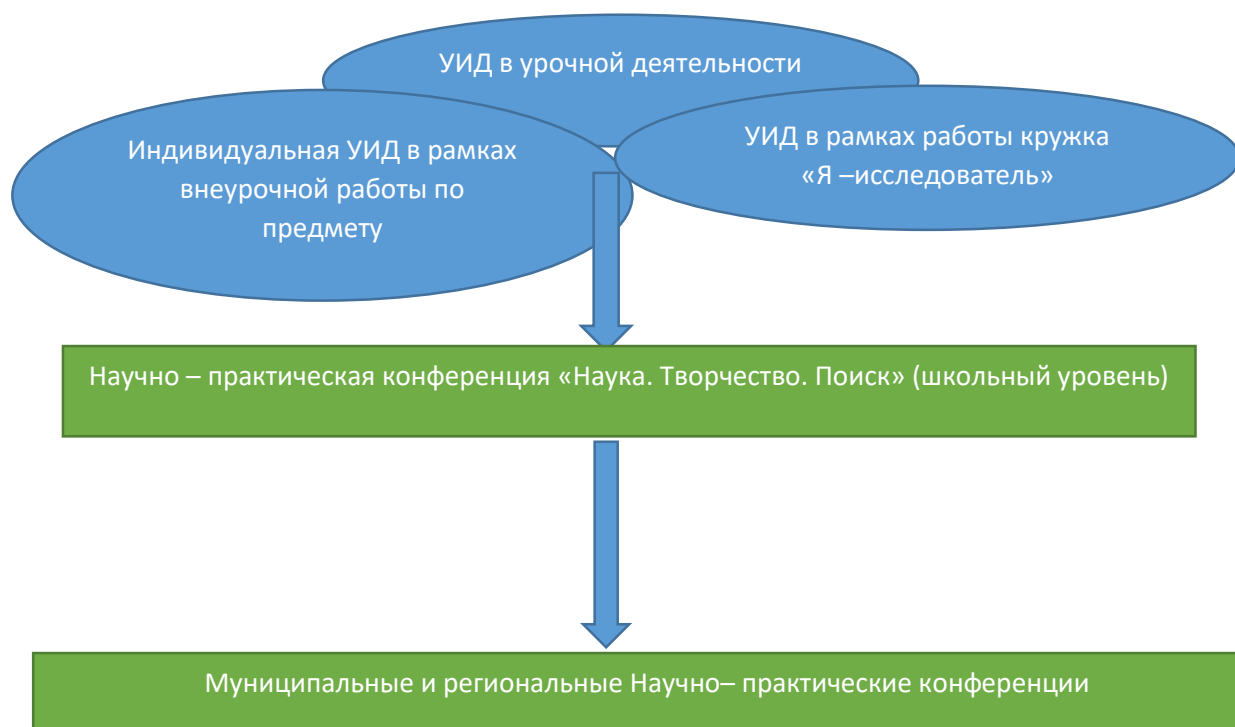 УИД в урочной деятельности
Индивидуальная УИД в рамках
внеурочной работы по
предмету
УИД в рамках работы кружка
«Я –исследователь»
Научно – практическая конференция «Наука. Творчество. Поиск» (школьный уровень)
Муниципальные и региональные Научно– практические конференции